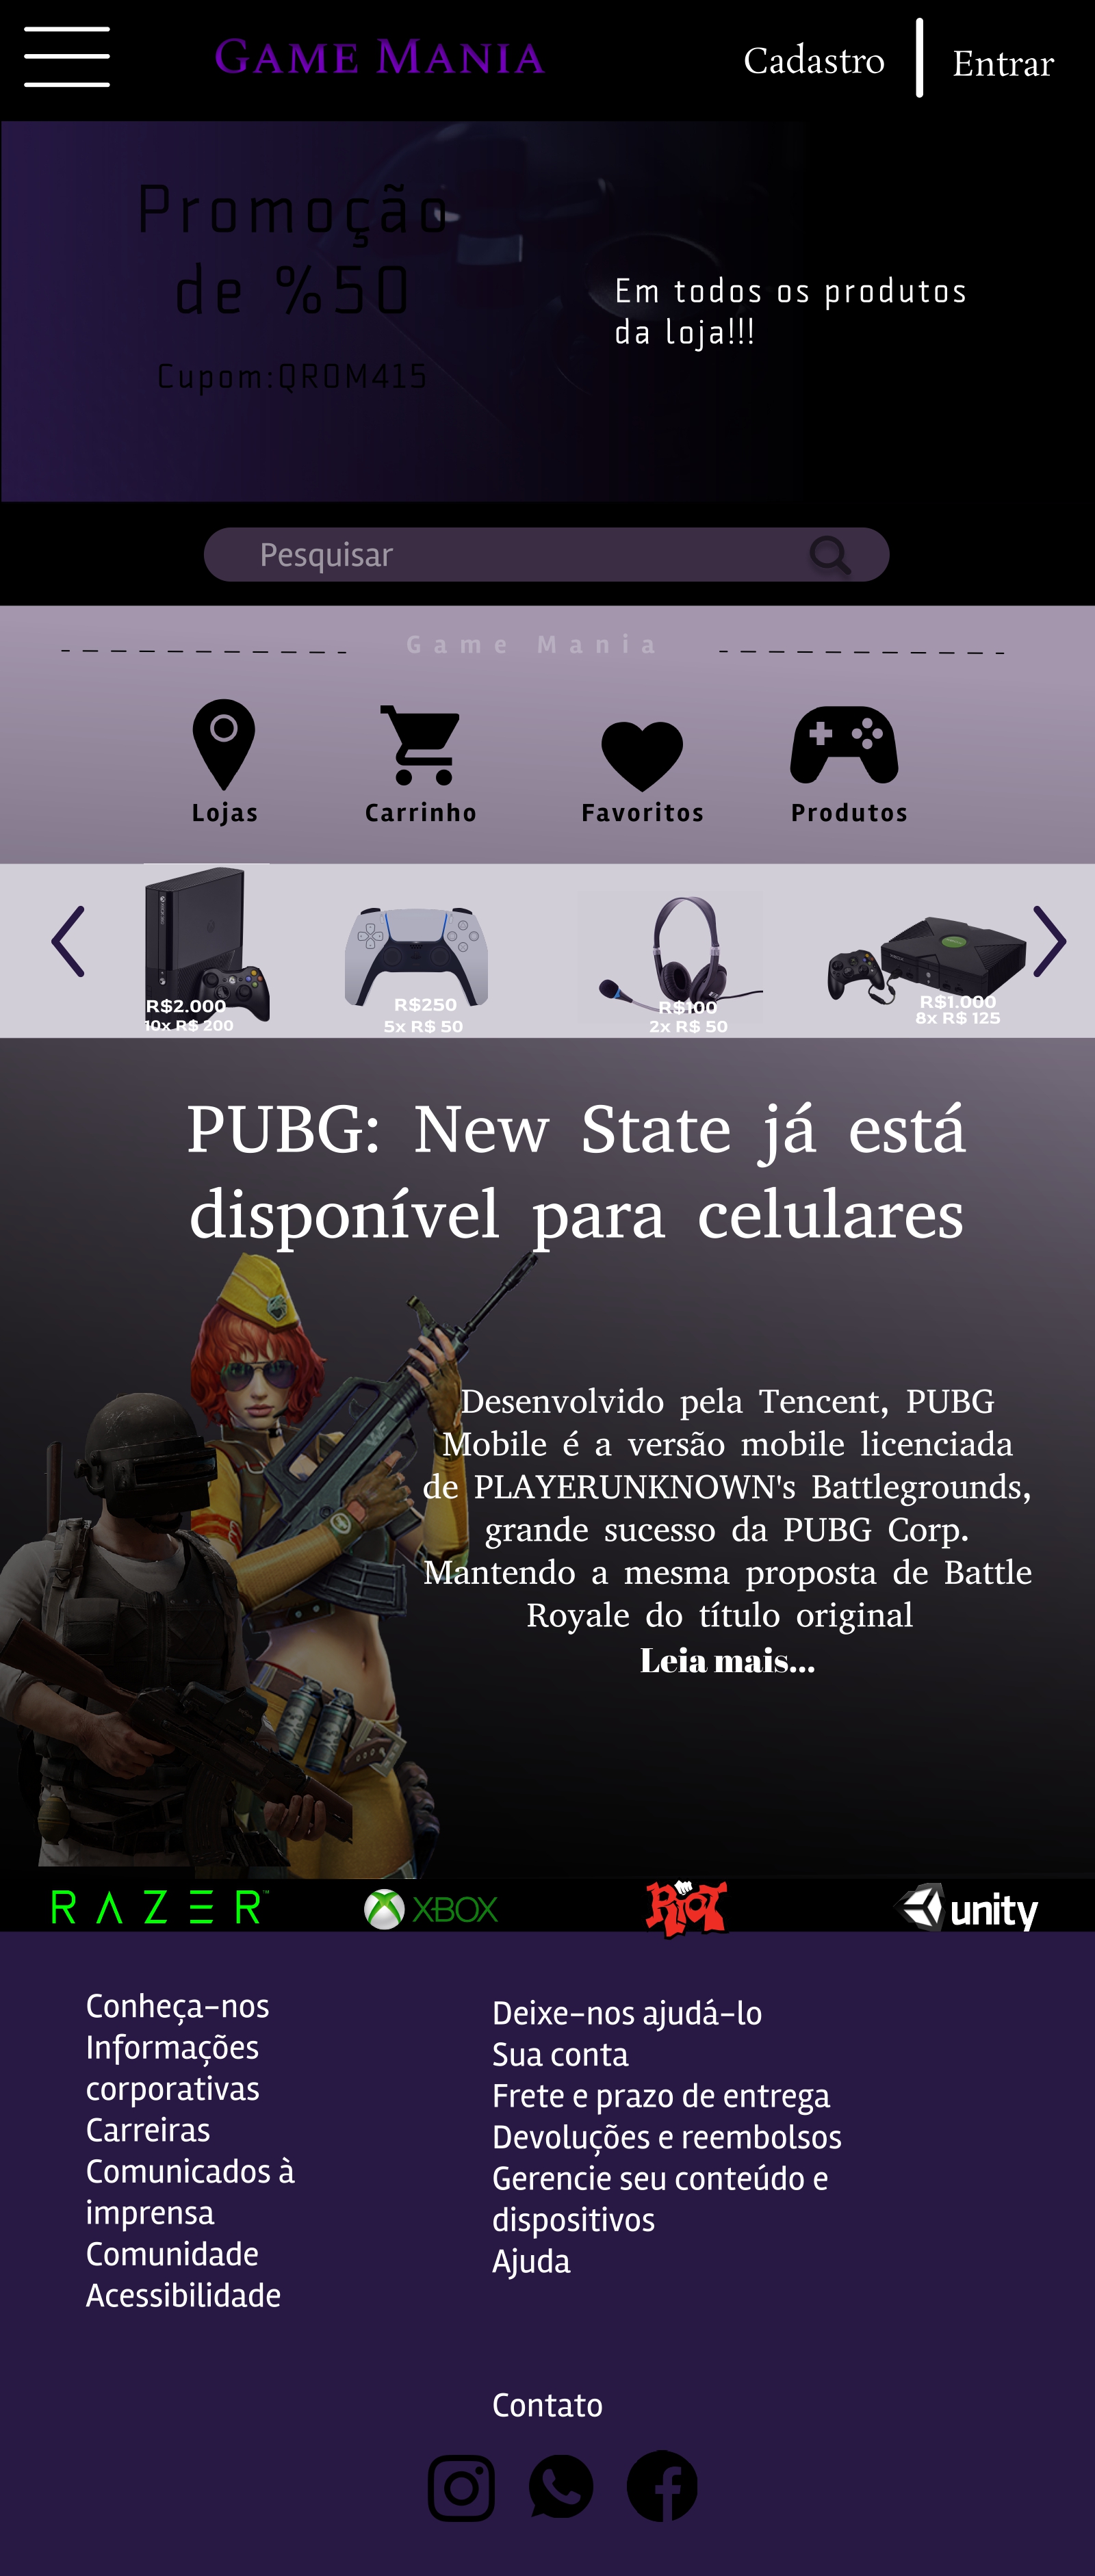 GAME MANIA
Cadastro
Entrar
Promoção
de %50
Cupom:QROM415
Em todos os produtos
da loja!!!
Pesquisar
Game Mania
Lojas
Carrinho
Favoritos
Produtos
R$2.000
10x R$ 200
R$250
5x R$ 50
R$100
2x R$ 50
R$1.000
8x R$ 125
PUBG: New State já está
disponível para celulares
Desenvolvido pela Tencent, PUBG
Mobile é a versão mobile licenciada
de PLAYERUNKNOWN's Battlegrounds,
grande sucesso da PUBG Corp.
Mantendo a mesma proposta de Battle
Royale do título original
Leia mais...
RAZER™
XBOX
RIOT
unity
Conheça-nos
Informações
corporativas
Carreiras
Comunicados à
imprensa
Comunidade
Acessibilidade
Deixe-nos ajudá-lo
Sua conta
Frete e prazo de entrega
Devoluções e reembolsos
Gerencie seu conteúdo e
dispositivos
Ajuda
Contato